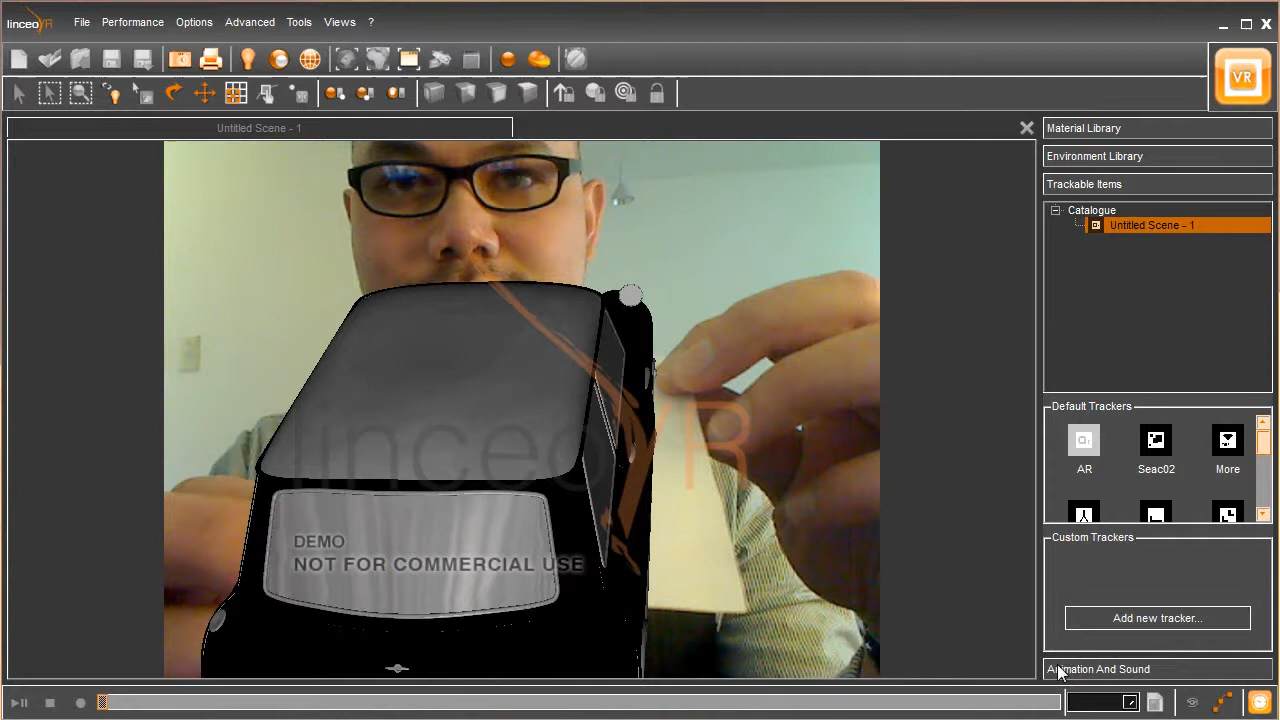 linceoVR
File Performance Options Advanced Tools Views ?
VR
Untitled Scene - 1
Material Library
Environment Library
Trackable Items
Catalogue
Untitled Scene - 1
linceoVR
DEMO
NOT FOR COMMERCIAL USE
Default Trackers
AR Seac02 More
Custom Trackers
Add new tracker...
Animation And Sound